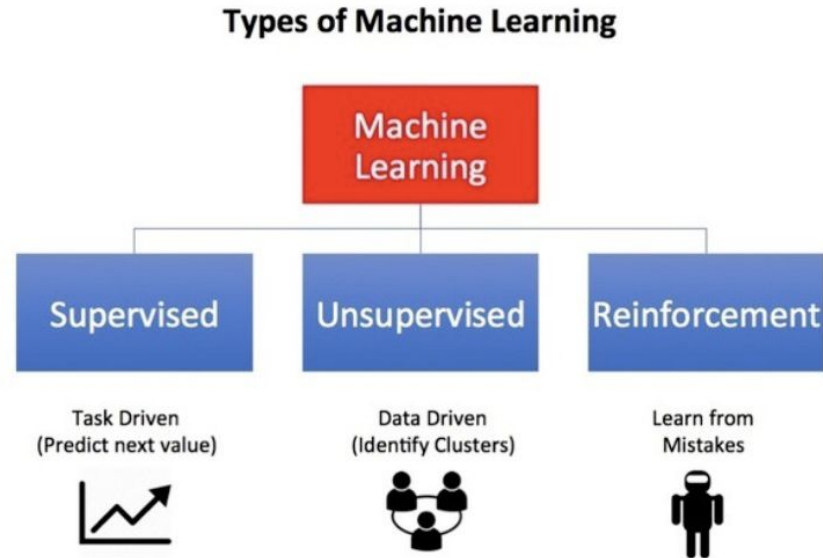 Types of Machine Learning
Machine
Learning
Supervised
Unsupervised
Reinforcement
Task Driven
(Predict next value)
Data Driven
(Identify Clusters)
Learn from
Mistakes